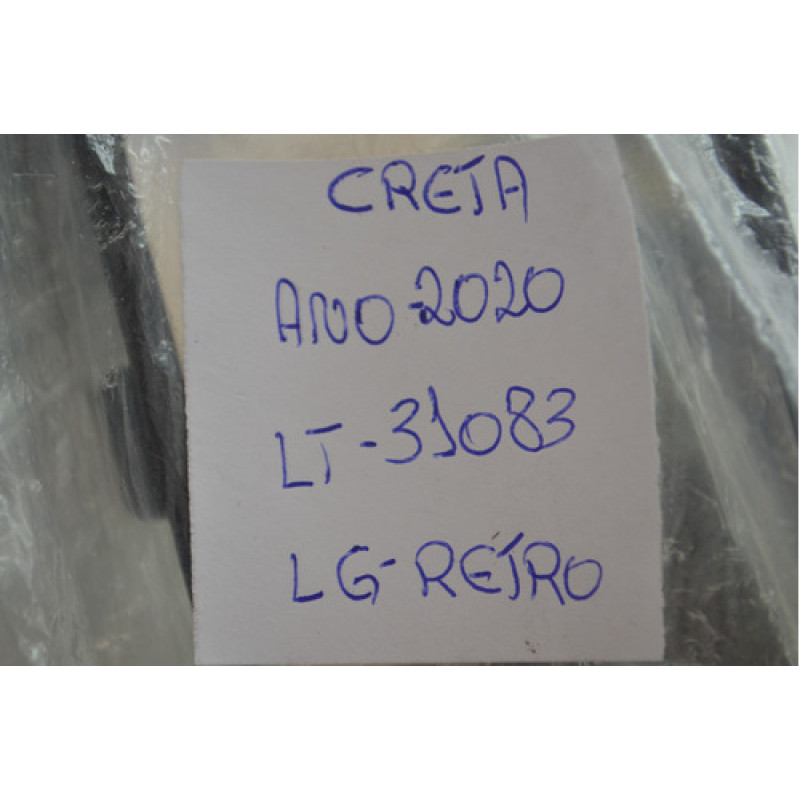 CRETA
ANO-2020
LT-31083
LG-RETRO